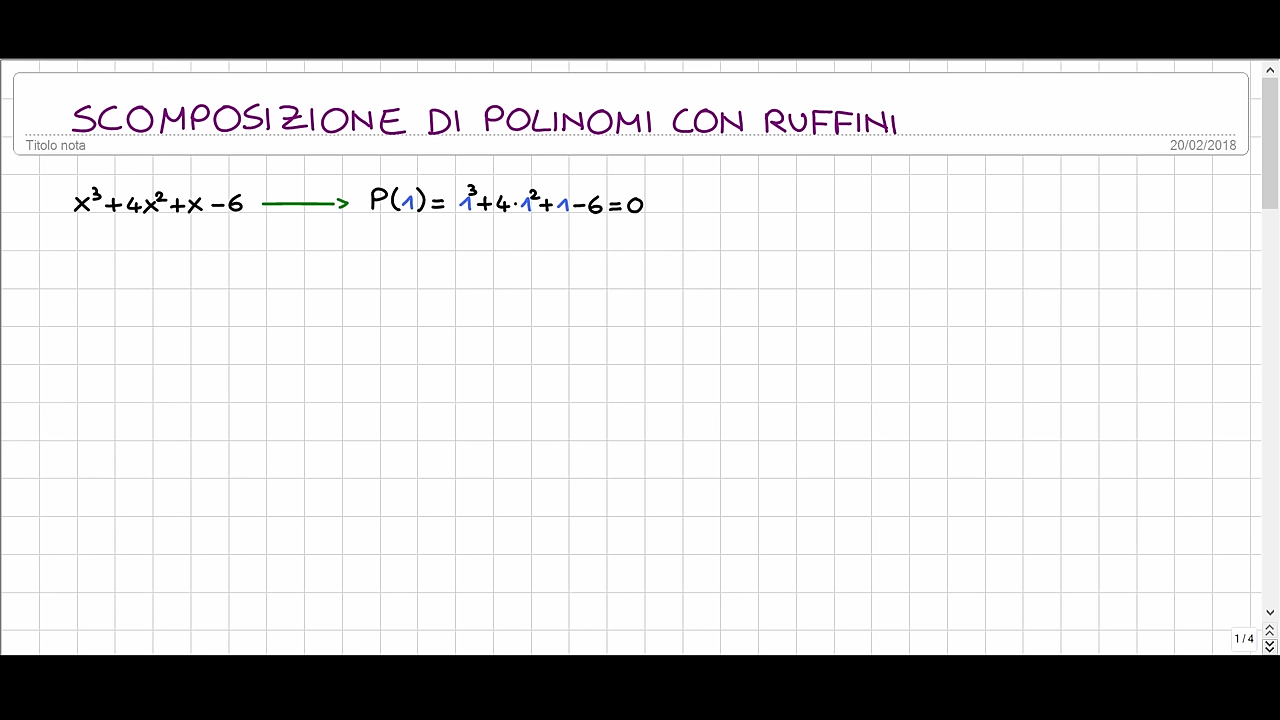 SCOMPOSIZIONE DI POLINOMI CON RUFFINI
Titolo nota 20/02/2018
x³+4x²+x-6 → P(1)= 1³+4·1²+1-6=0
1/4